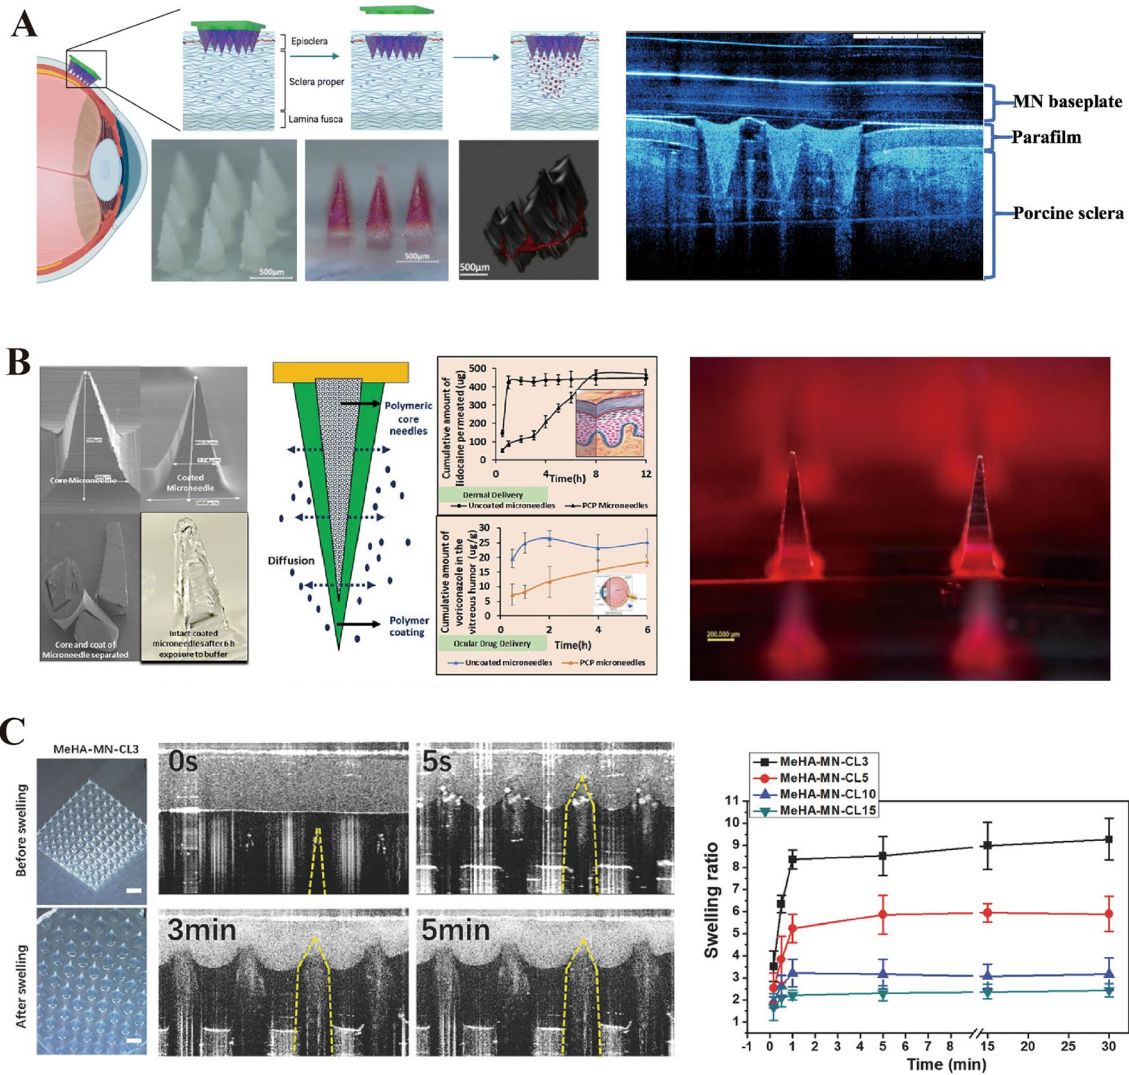 A
Episclera
Sclera proper
Lamina fusca
500μm
500μm
500μm
MN baseplate
Parafilm
Porcine sclera
B
Core Microneedle
Coated
Microneedle
Core and coat of
Microneedle separated
Intact coated
microneedles after 6 h
exposure to buffer
Polymeric
core
needles
Diffusion
Polymer
coating
Cumulative amount of
lidocaine permeated (ug)
500
400
300
200
100
0
0
4
8
12
Time(h)
Dermal Delivery
Uncoated microneedles
PCP Microneedles
Cumulative amount of
voriconazole in the
vitreous humor (ug/g)
30
25
20
15
10
5
0
0
2
4
6
Ocular Drug Delivery
Time(h)
Uncoated microneedles
PCP microneedles
200.000 μm
C
MeHA-MN-CL3
Before swelling
After swelling
0s
5s
3min
5min
MeHA-MN-CL3
MeHA-MN-CL5
MeHA-MN-CL10
MeHA-MN-CL15
Swelling ratio
11
10
9
8
7
6
5
4
3
2
1
-1 0 1 2 3 4 5 6 7 8 9 15 20 25 30
Time (min)